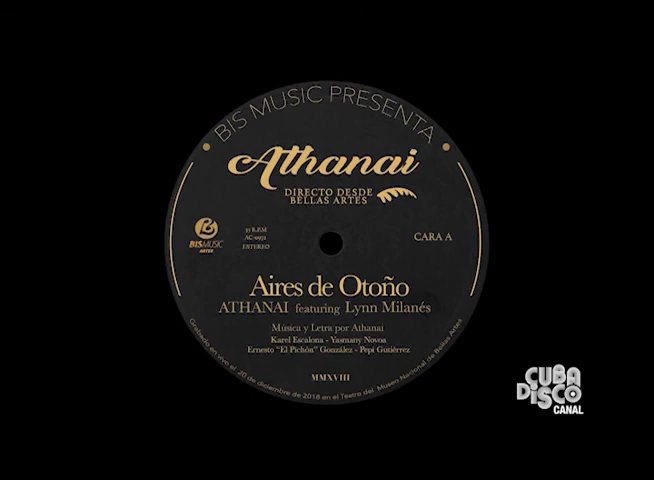 BIS MUSIC PRESENTA
Athanai
DIRECTO DESDE
BELLAS ARTES
BISMUSIC
ARTEX
33 R.P.M
ESTEREO
CARA A
Aires de Otoño
ATHANAI featuring Lynn Milanés
Música y Letra por Athanai
Karel Escalona - Yasmany Novoa
Ernesto "El Pichón" González - Pepi Gutiérrez
MMXVIII
Grabado en vivo el 20 de diciembre de 2018 en el Teatro del Museo Nacional de Bellas Artes
CUBA
DISCO
CANAL